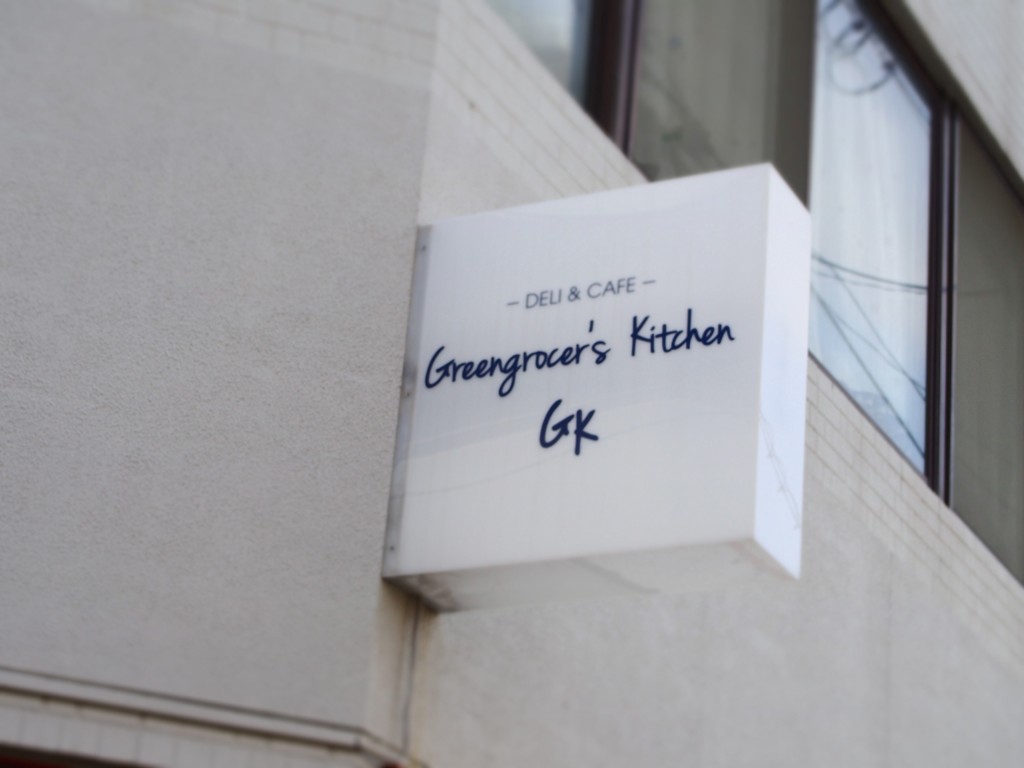 – DELI & CAFE –
Greengrocer's Kitchen
GK